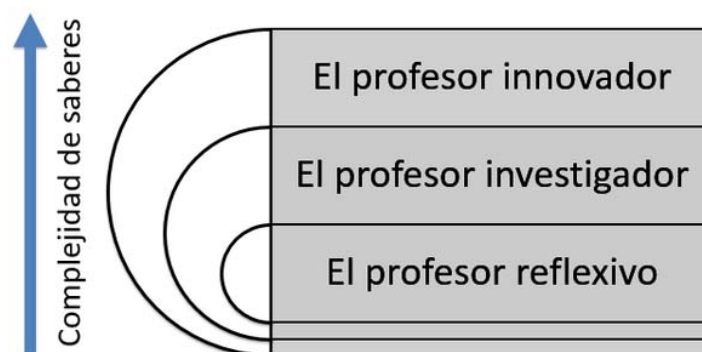 Complejidad de saberes
El profesor innovador
El profesor investigador
El profesor reflexivo